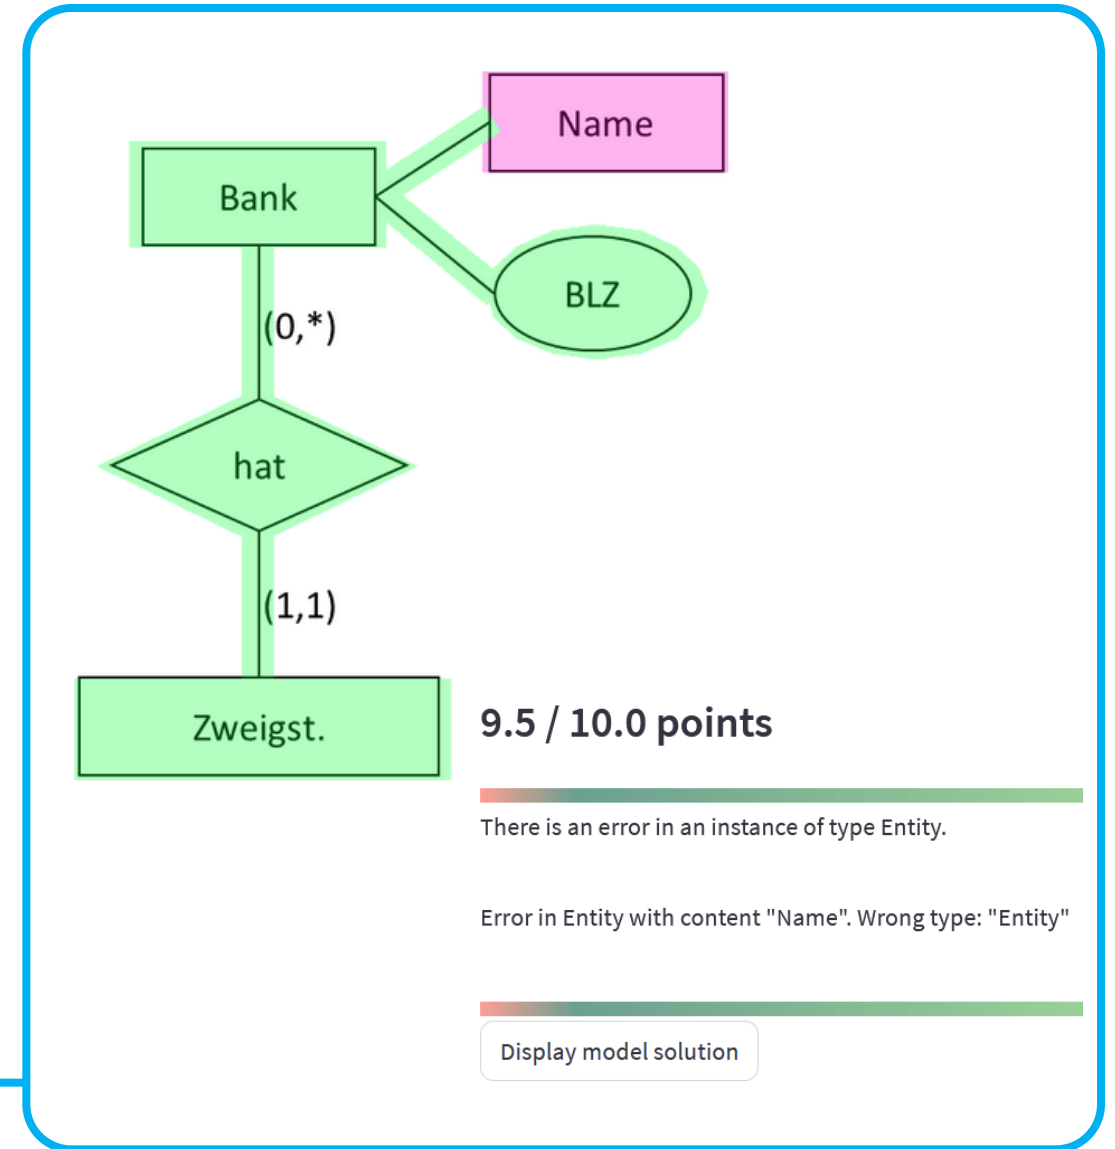 Name
Bank
BLZ
(0,*)
hat
(1,1)
Zweigst.
9.5 / 10.0 points
There is an error in an instance of type Entity.
Error in Entity with content "Name". Wrong type: "Entity"
Display model solution